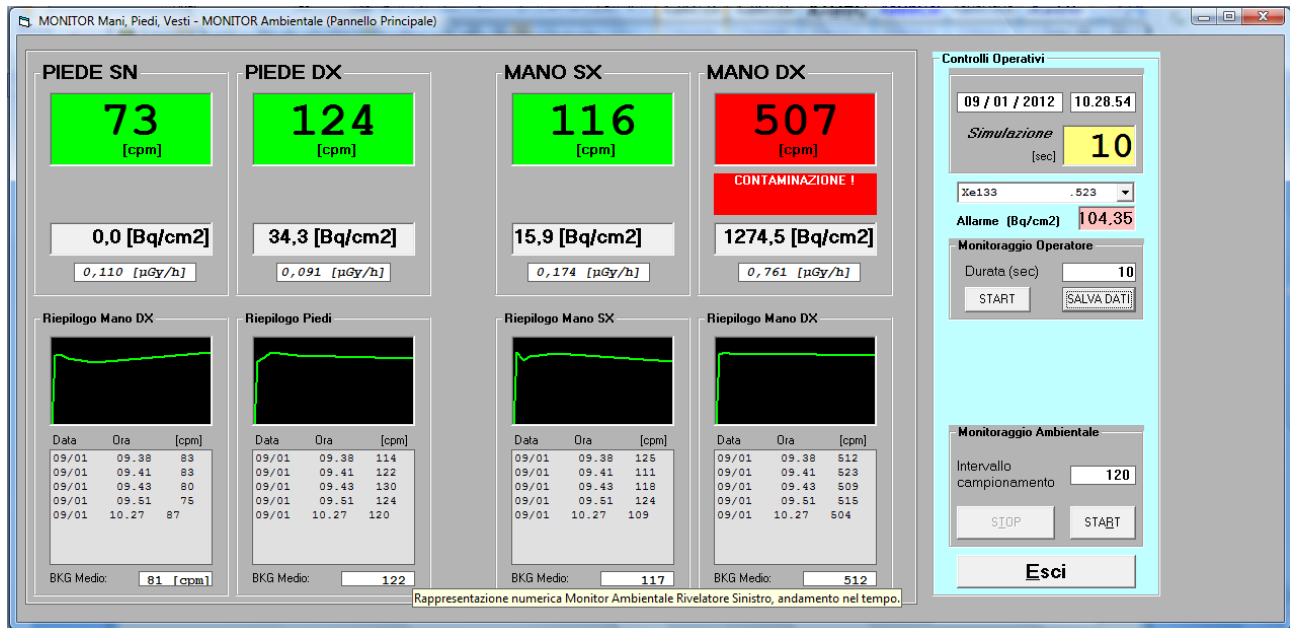 MONITOR Mani, Piedi, Vesti - MONITOR Ambientale (Pannello Principale)
PIEDE SN
73
[cpm]
0,0 [Bq/cm2]
0,110 [µGy/h]
PIEDE DX
124
[cpm]
34,3 [Bq/cm2]
0,091 [µGy/h]
MANO SX
116
[cpm]
15,9 [Bq/cm2]
0,174 [µGy/h]
MANO DX
507
[cpm]
CONTAMINAZIONE !
1274,5 [Bq/cm2]
0,761 [µGy/h]
Riepilogo Mano DX
Data Ora [cpm]
09/01 09.38 83
09/01 09.41 83
09/01 09.43 80
09/01 09.51 75
09/01 10.27 87
BKG Medio: 81 [cpm]
Riepilogo Piedi
Data Ora [cpm]
09/01 09.38 114
09/01 09.41 122
09/01 09.43 130
09/01 09.51 124
09/01 10.27 120
BKG Medio: 122
Riepilogo Mano SX
Data Ora [cpm]
09/01 09.38 125
09/01 09.41 111
09/01 09.43 118
09/01 09.51 124
09/01 10.27 109
BKG Medio: 117
Riepilogo Mano DX
Data Ora [cpm]
09/01 09.38 512
09/01 09.41 523
09/01 09.43 509
09/01 09.51 515
09/01 10.27 504
BKG Medio: 512
Rappresentazione numerica Monitor Ambientale Rivelatore Sinistro, andamento nel tempo.
Controlli Operativi
09 / 01 / 2012 10.28.54
Simulazione
[sec]
10
Xe133 .523
Allarme (Bq/cm2) 104,35
Monitoraggio Operatore
Durata (sec) 10
START SALVA DATI
Monitoraggio Ambientale
Intervallo
campionamento 120
STOP START
Esci